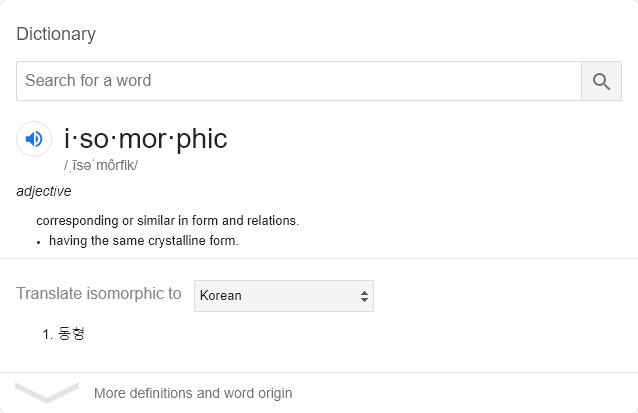 Dictionary
Search for a word
i·so·mor·phic
/ˌīsəˈmôrfik/
adjective
corresponding or similar in form and relations.
• having the same crystalline form.
Translate isomorphic to Korean
1. 동형
More definitions and word origin